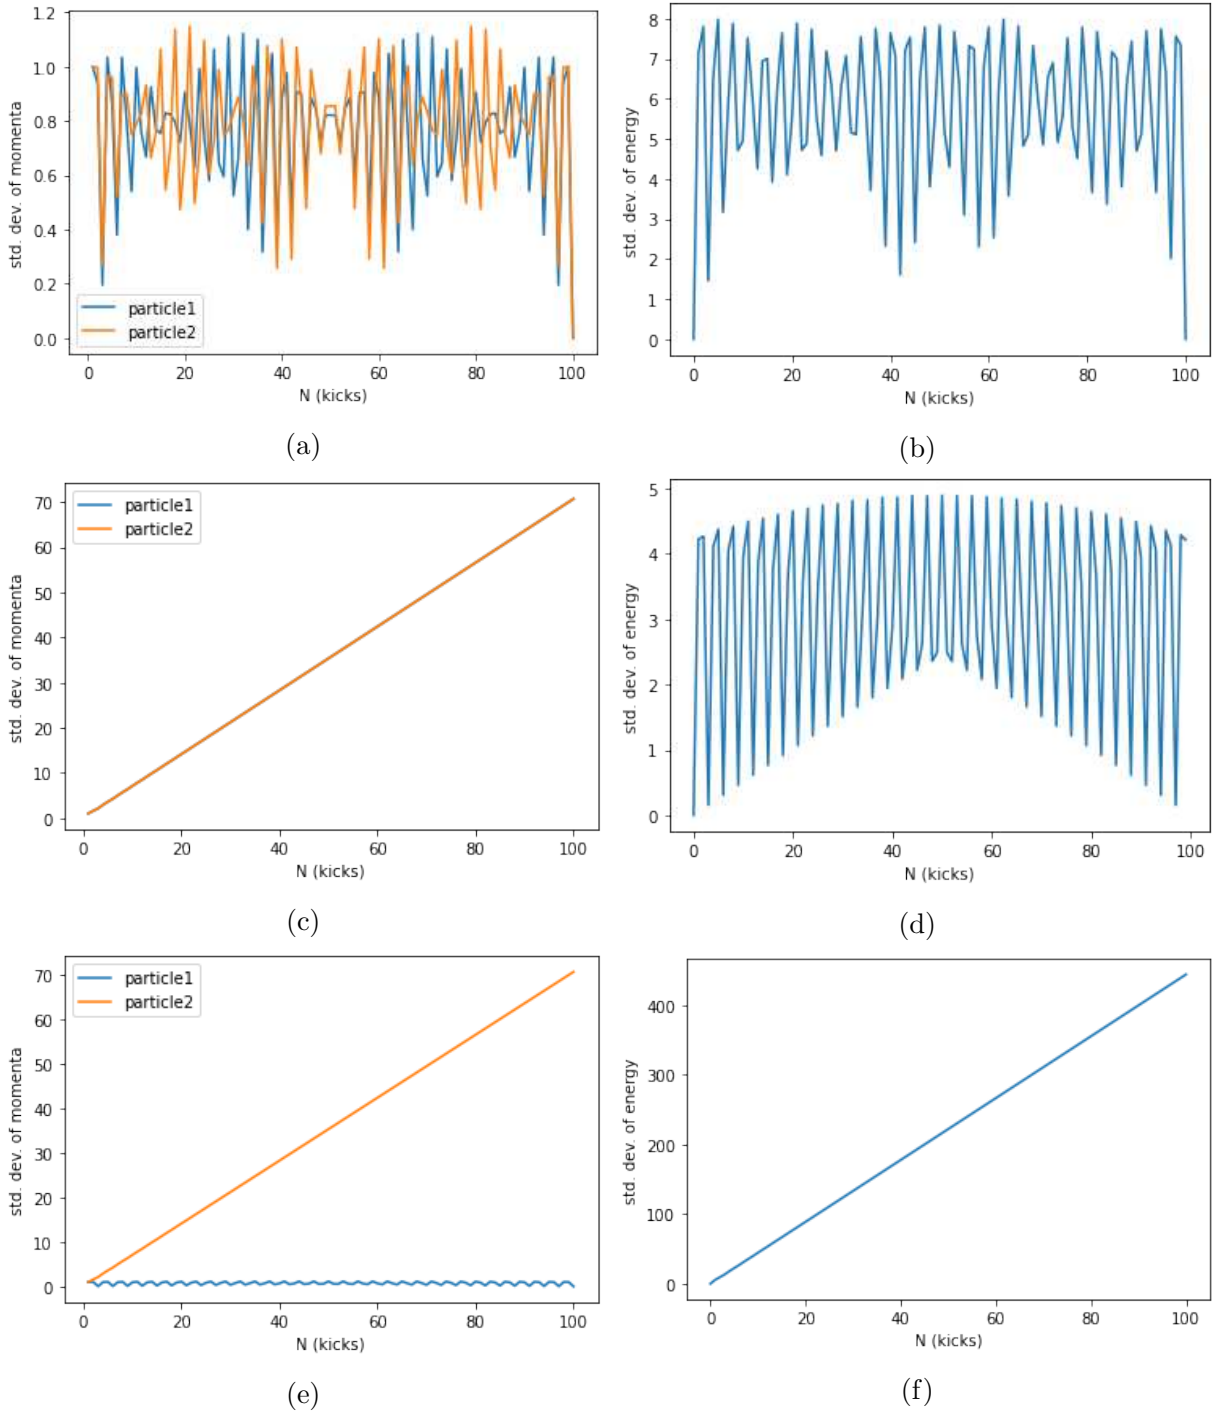 std. dev. of momenta
1.2
1.0
0.8
0.6
0.4
0.2
0.0
particle1
particle2
0 20 40 60 80 100
N (kicks)
(a)
std. dev. of energy
8
7
6
5
4
3
2
1
0
0 20 40 60 80 100
N (kicks)
(b)
std. dev. of momenta
70
60
50
40
30
20
10
0
particle1
particle2
0 20 40 60 80 100
N (kicks)
(c)
std. dev. of energy
5
4
3
2
1
0
0 20 40 60 80 100
N (kicks)
(d)
std. dev. of momenta
70
60
50
40
30
20
10
0
particle1
particle2
0 20 40 60 80 100
N (kicks)
(e)
std. dev. of energy
400
300
200
100
0
0 20 40 60 80 100
N (kicks)
(f)